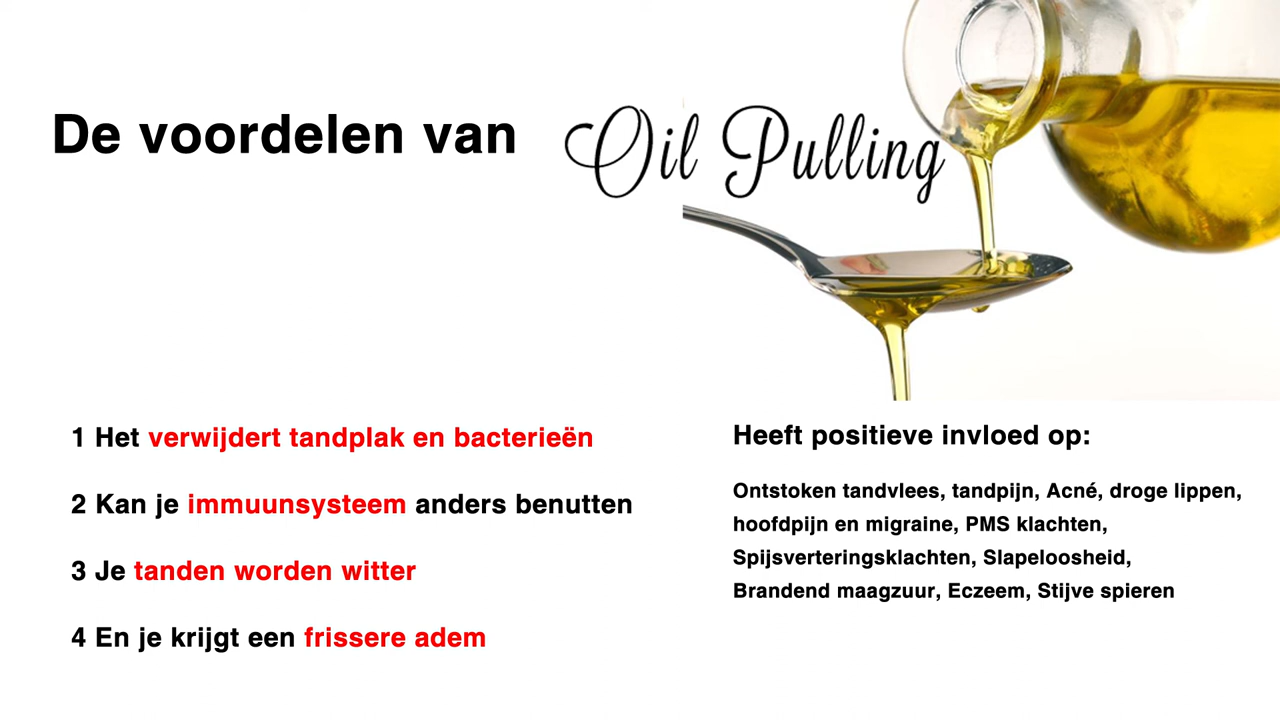 De voordelen van Oil Pulling
1 Het verwijdert tandplak en bacterieën
2 Kan je immuunsysteem anders benutten
3 Je tanden worden witter
4 En je krijgt een frissere adem
Heeft positieve invloed op:
Ontstoken tandvlees, tandpijn, Acné, droge lippen,
hoofdpijn en migraine, PMS klachten,
Spijsverteringsklachten, Slapeloosheid,
Brandend maagzuur, Eczeem, Stijve spieren